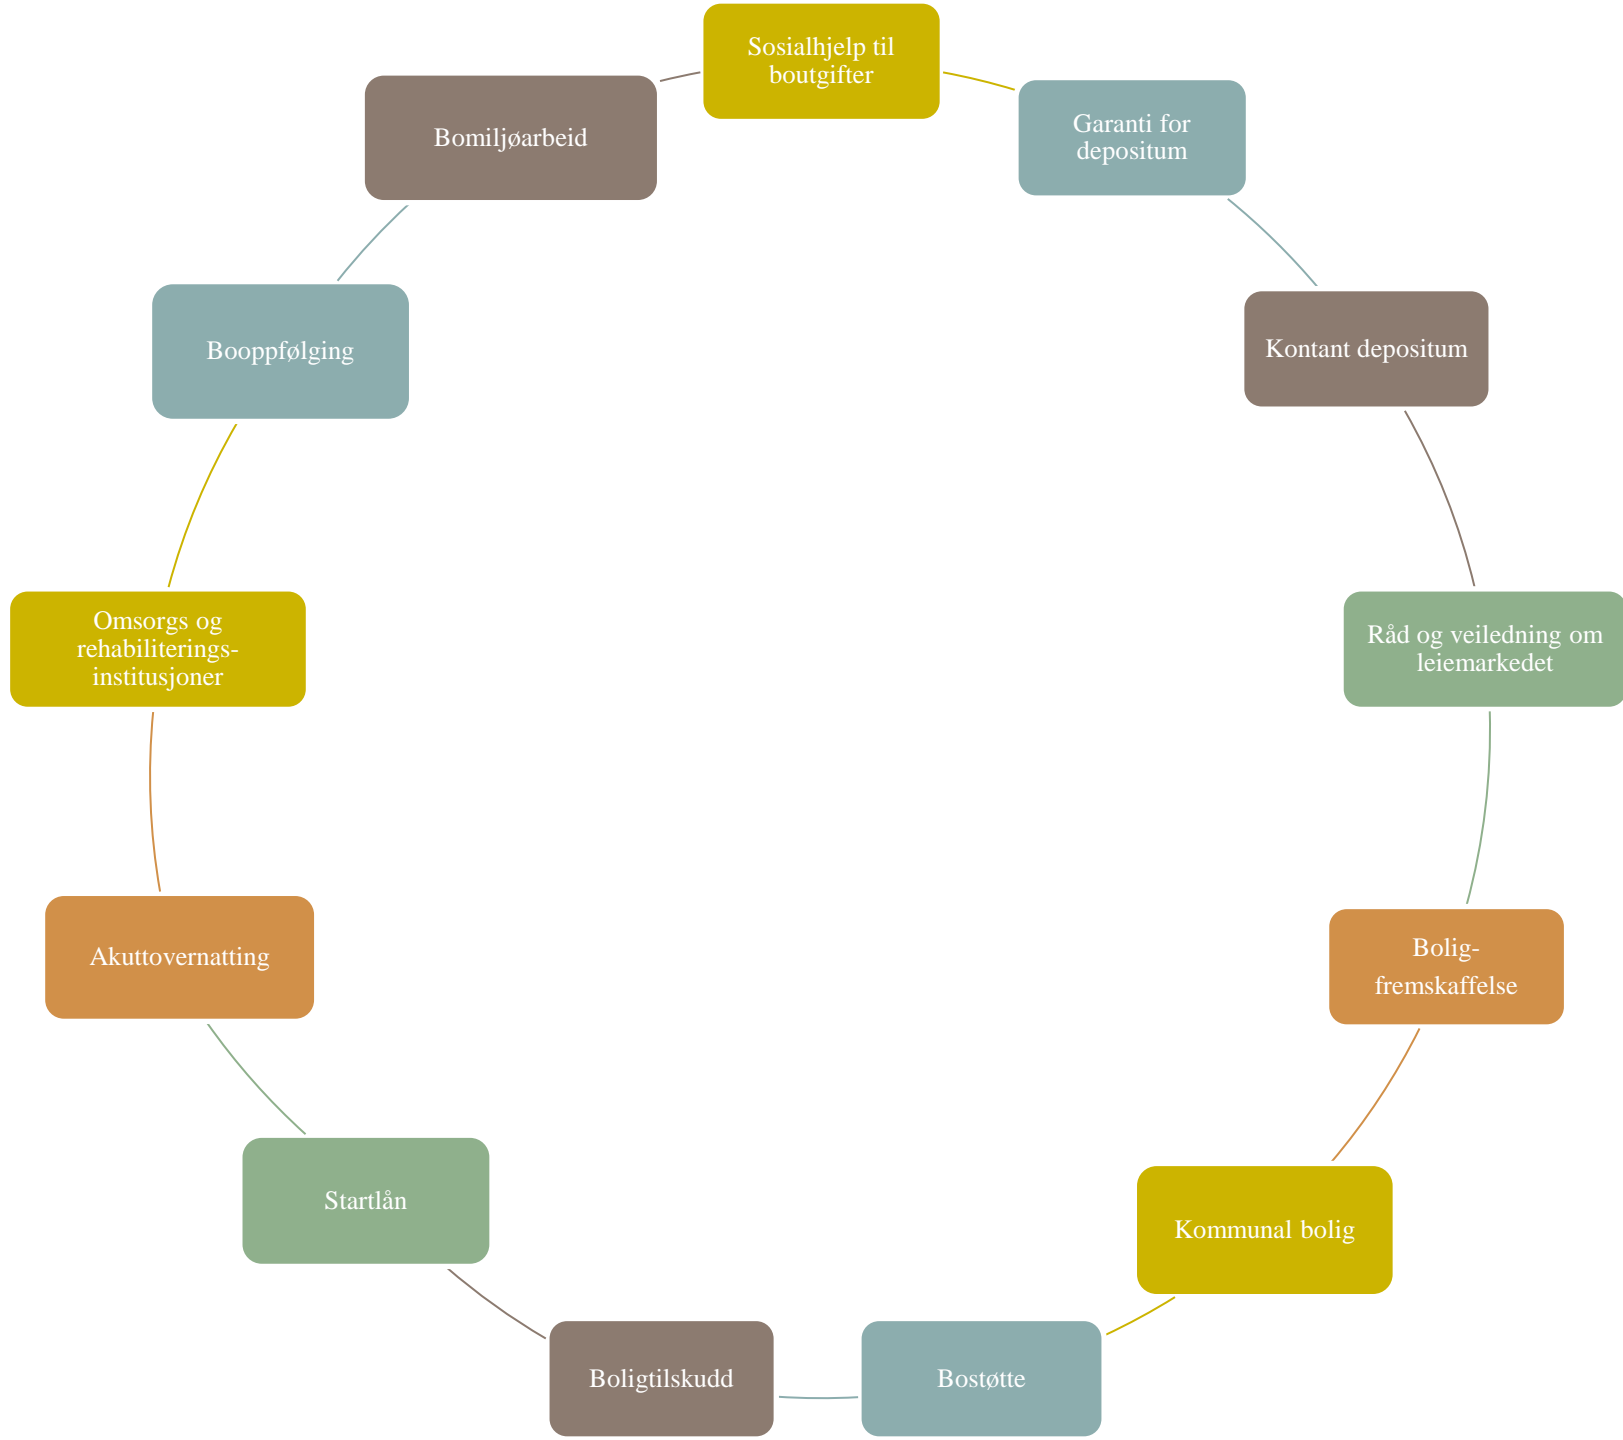 Sosialhjelp til
boutgifter
Garanti for
depositum
Kontant depositum
Råd og veiledning om
leiemarkedet
Bolig-
fremskaffelse
Kommunal bolig
Bostøtte
Boligtilskudd
Startlån
Akuttovernatting
Omsorgs og
rehabiliterings-
institusjoner
Booppfølging
Bomiljøarbeid